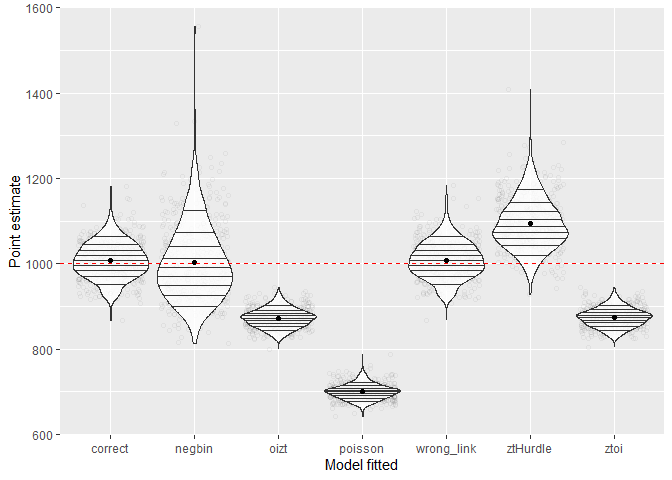 1600
1400
1200
1000
800
600
Point estimate
correct
negbin
oizt
poisson
wrong_link
ztHurdle
ztoi
Model fitted